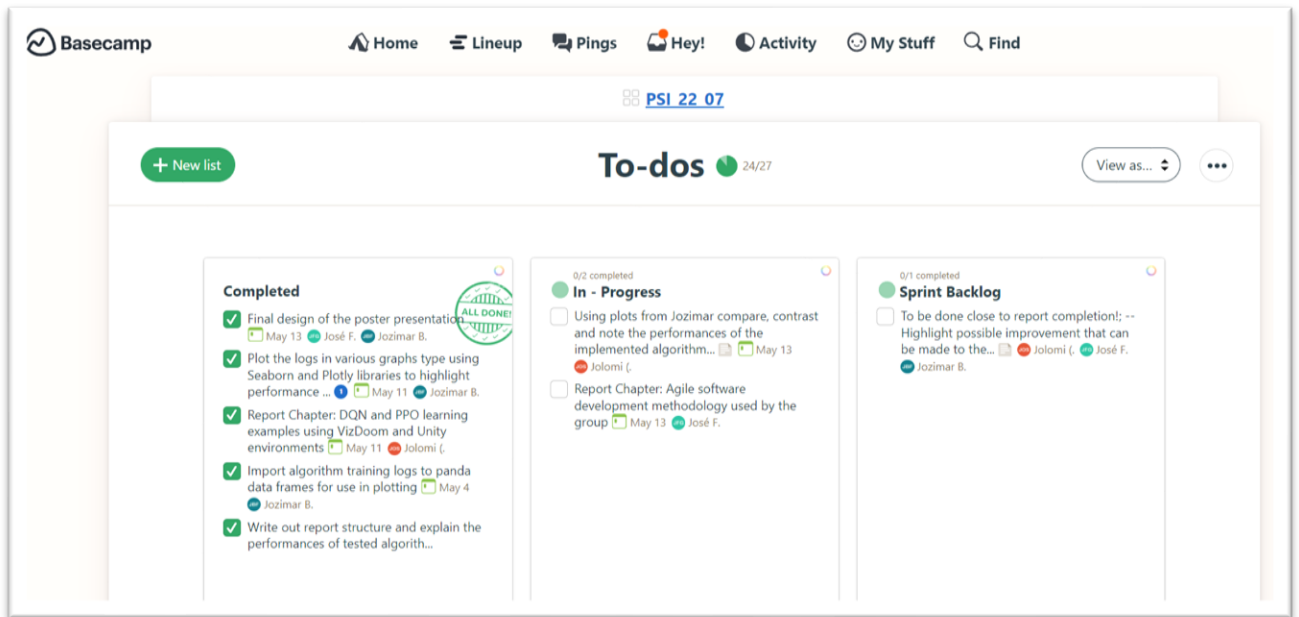 Basecamp
Home Lineup Pings Hey! Activity My Stuff Find
PSI_22_07
+ New list
To-dos 24/27
View as...
Completed
ALL DONE!
Final design of the poster presentation
May 13 José F. Jozimar B.
Plot the logs in various graphs type using
Seaborn and Plotly libraries to highlight
performance ... 1 May 11 Jozimar B.
Report Chapter: DQN and PPO learning
examples using VizDoom and Unity
environments May 11 Jolomi (.
Import algorithm training logs to panda
data frames for use in plotting May 4
Jozimar B.
Write out report structure and explain the
performances of tested algorith...
0/2 completed
In - Progress
Using plots from Jozimar compare, contrast
and note the performances of the
implemented algorithm... May 13
Jolomi (.
Report Chapter: Agile software
development methodology used by the
group May 13 José F.
0/1 completed
Sprint Backlog
To be done close to report completion!; --
Highlight possible improvement that can
be made to the... Jolomi (. José F.
Jozimar B.